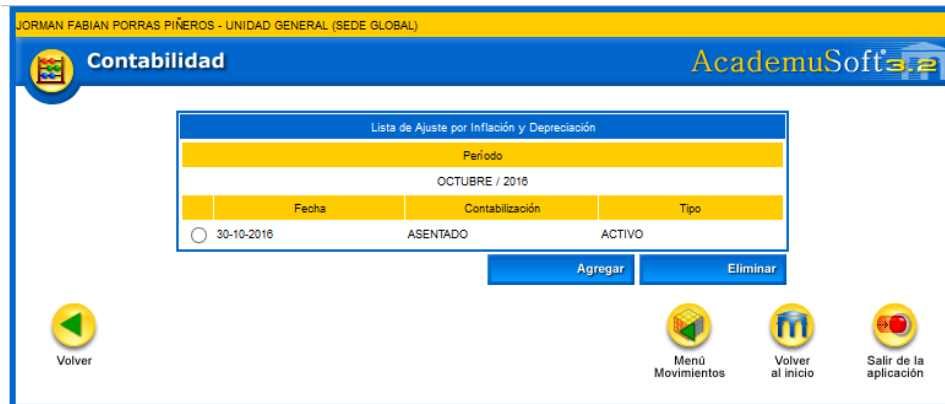 JORMAN FABIAN PORRAS PIÑEROS - UNIDAD GENERAL (SEDE GLOBAL)
Contabilidad
AcademuSoft 3.2
Lista de Ajuste por Inflación y Depreciación
Período
OCTUBRE / 2016
Fecha Contabilización Tipo
30-10-2016 ASENTADO ACTIVO
Agregar Eliminar
Volver
Menú
Movimientos
Volver
al inicio
Salir de la
aplicación